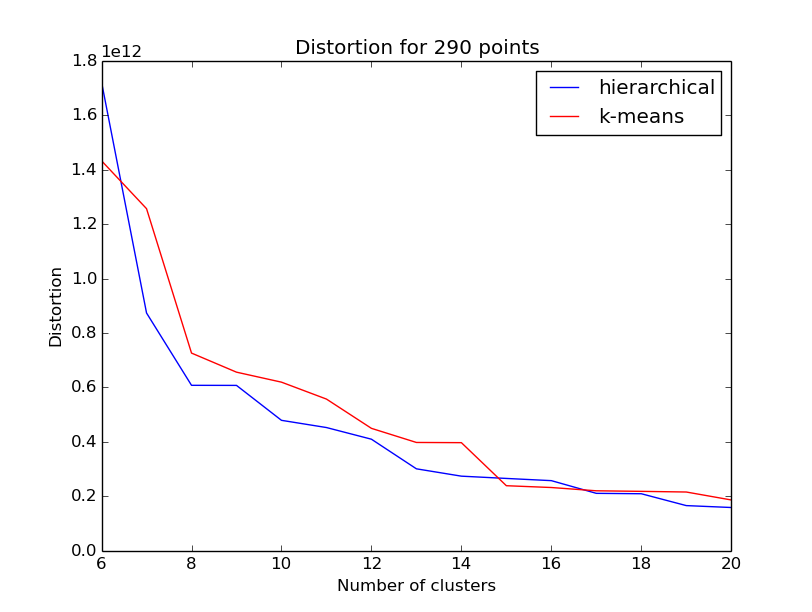 Distortion for 290 points
1e12
hierarchical
k-means
1.8
1.6
1.4
1.2
1.0
0.8
0.6
0.4
0.2
0.0
Distortion
6 8 10 12 14 16 18 20
Number of clusters